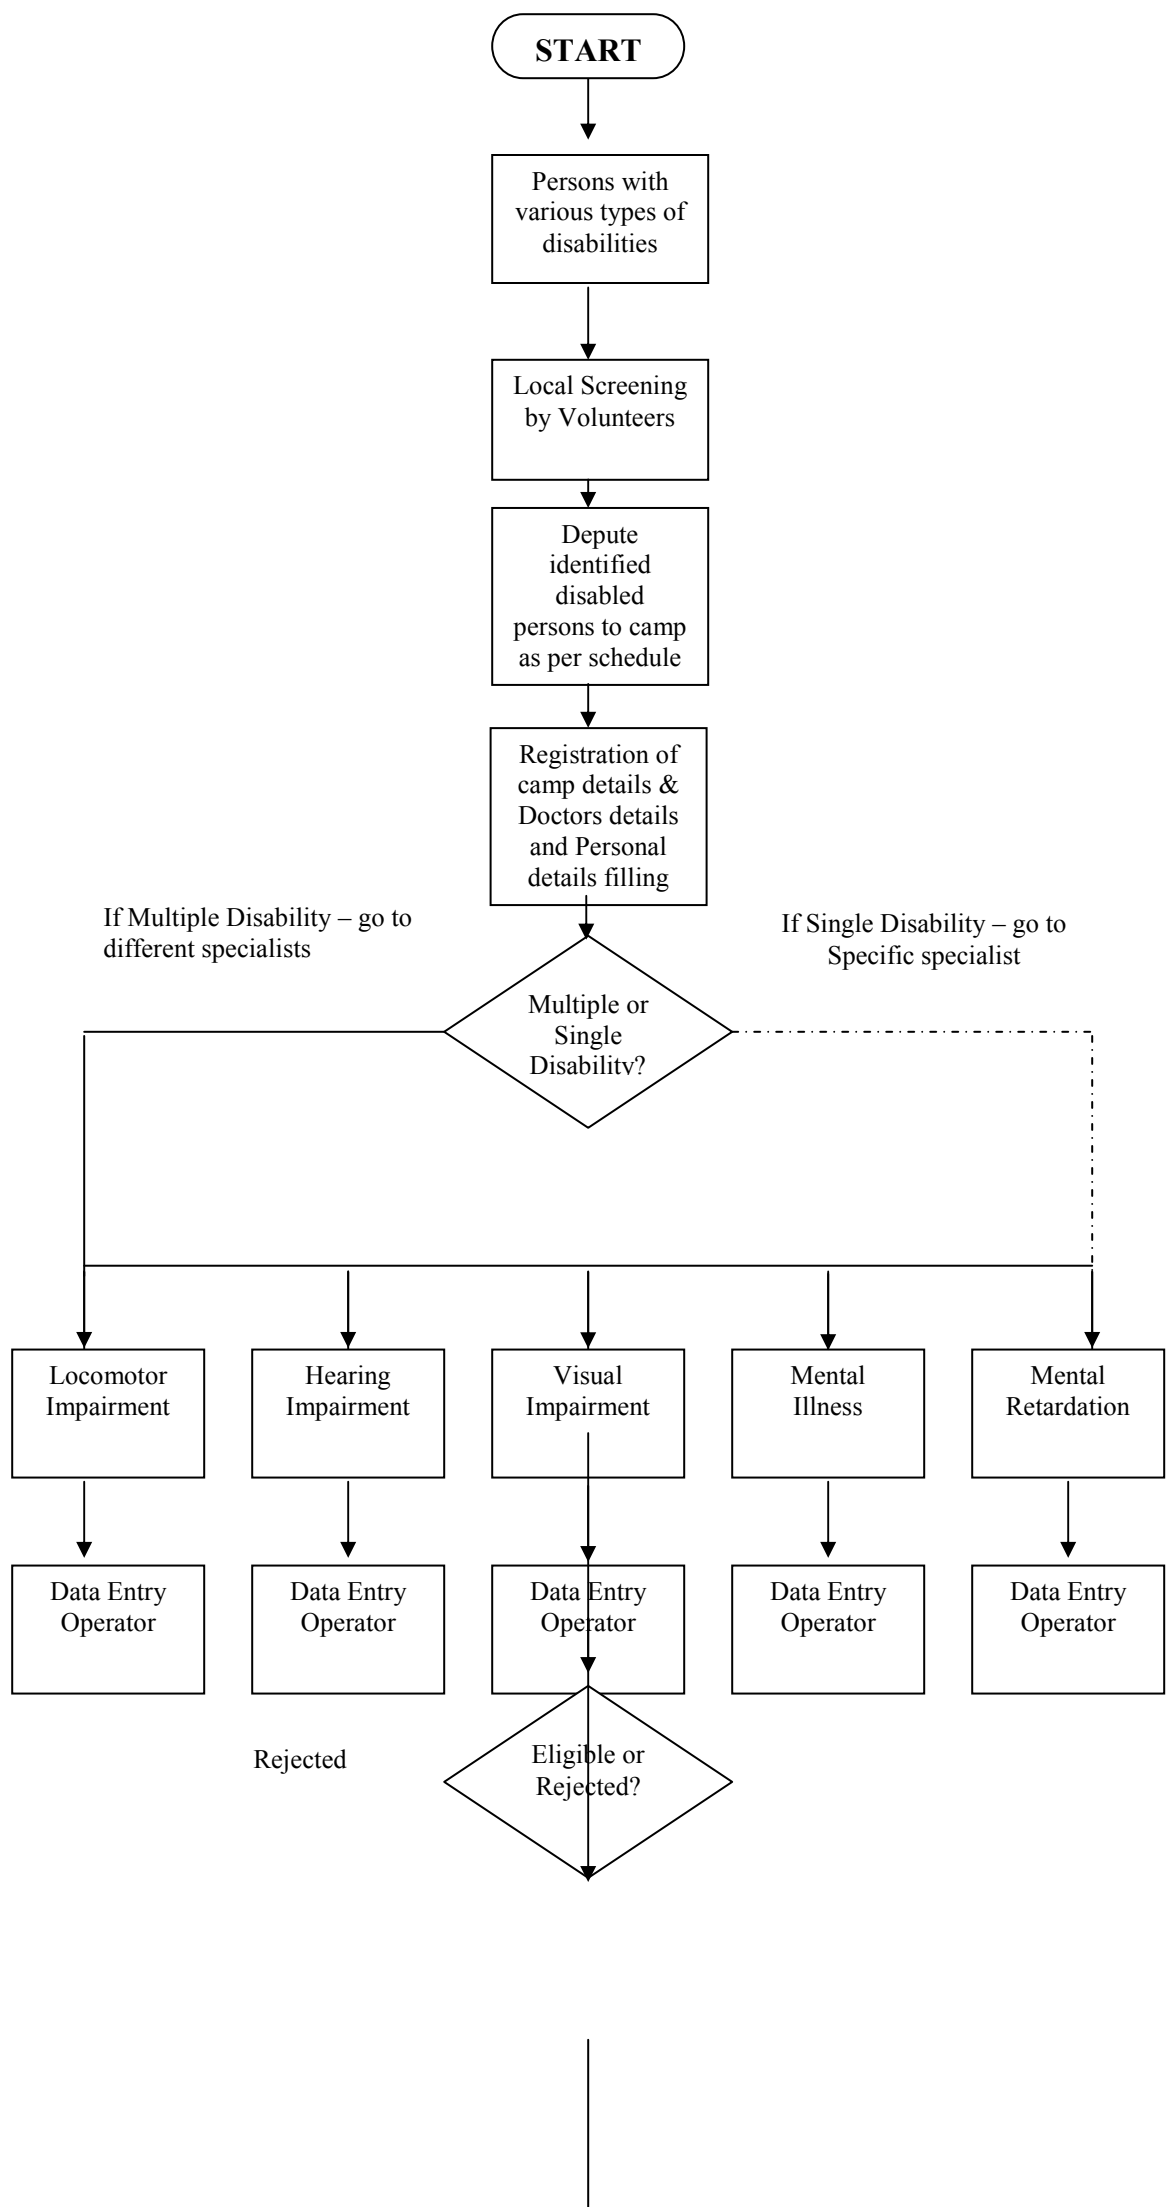 START
Persons with
various types of
disabilities
Local Screening
by Volunteers
Depute
identified
disabled
persons to camp
as per schedule
Registration of
camp details &
Doctors details
and Personal
details filling
If Multiple Disability – go to
different specialists
If Single Disability – go to
Specific specialist
Multiple or
Single
Disability?
Locomotor
Impairment
Hearing
Impairment
Visual
Impairment
Mental
Illness
Mental
Retardation
Data Entry
Operator
Data Entry
Operator
Data Entry
Operator
Data Entry
Operator
Data Entry
Operator
Rejected
Eligible or
Rejected?